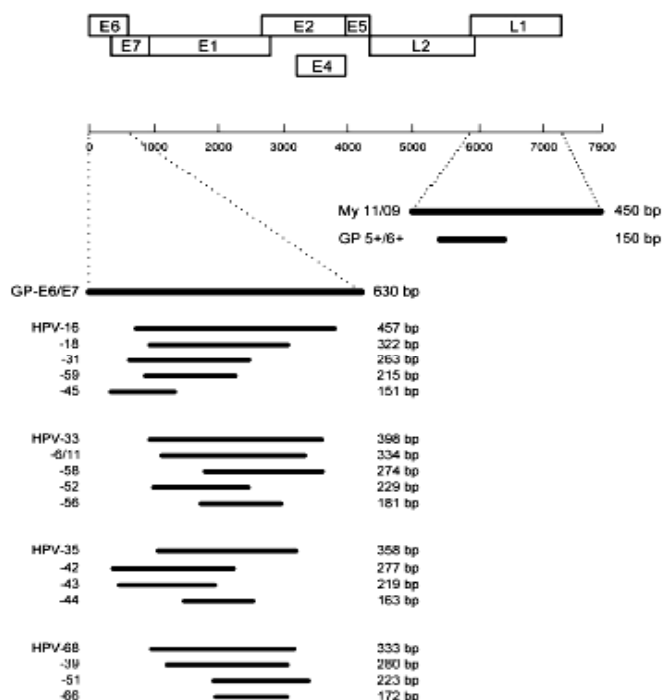 E6 E2 E5 L1
E7 E1 L2
E4
0 1000 2000 3000 4000 5000 6000 7000 7900
My 11/09 450 bp
GP 5+/6+ 150 bp
GP-E6/E7 630 bp
HPV-16 457 bp
-18 322 bp
-31 263 bp
-59 215 bp
-45 151 bp
HPV-33 398 bp
-6/11 334 bp
-58 274 bp
-52 229 bp
-56 181 bp
HPV-35 358 bp
-42 277 bp
-43 219 bp
-44 163 bp
HPV-68 333 bp
-39 280 bp
-51 223 bp
-66 172 bp